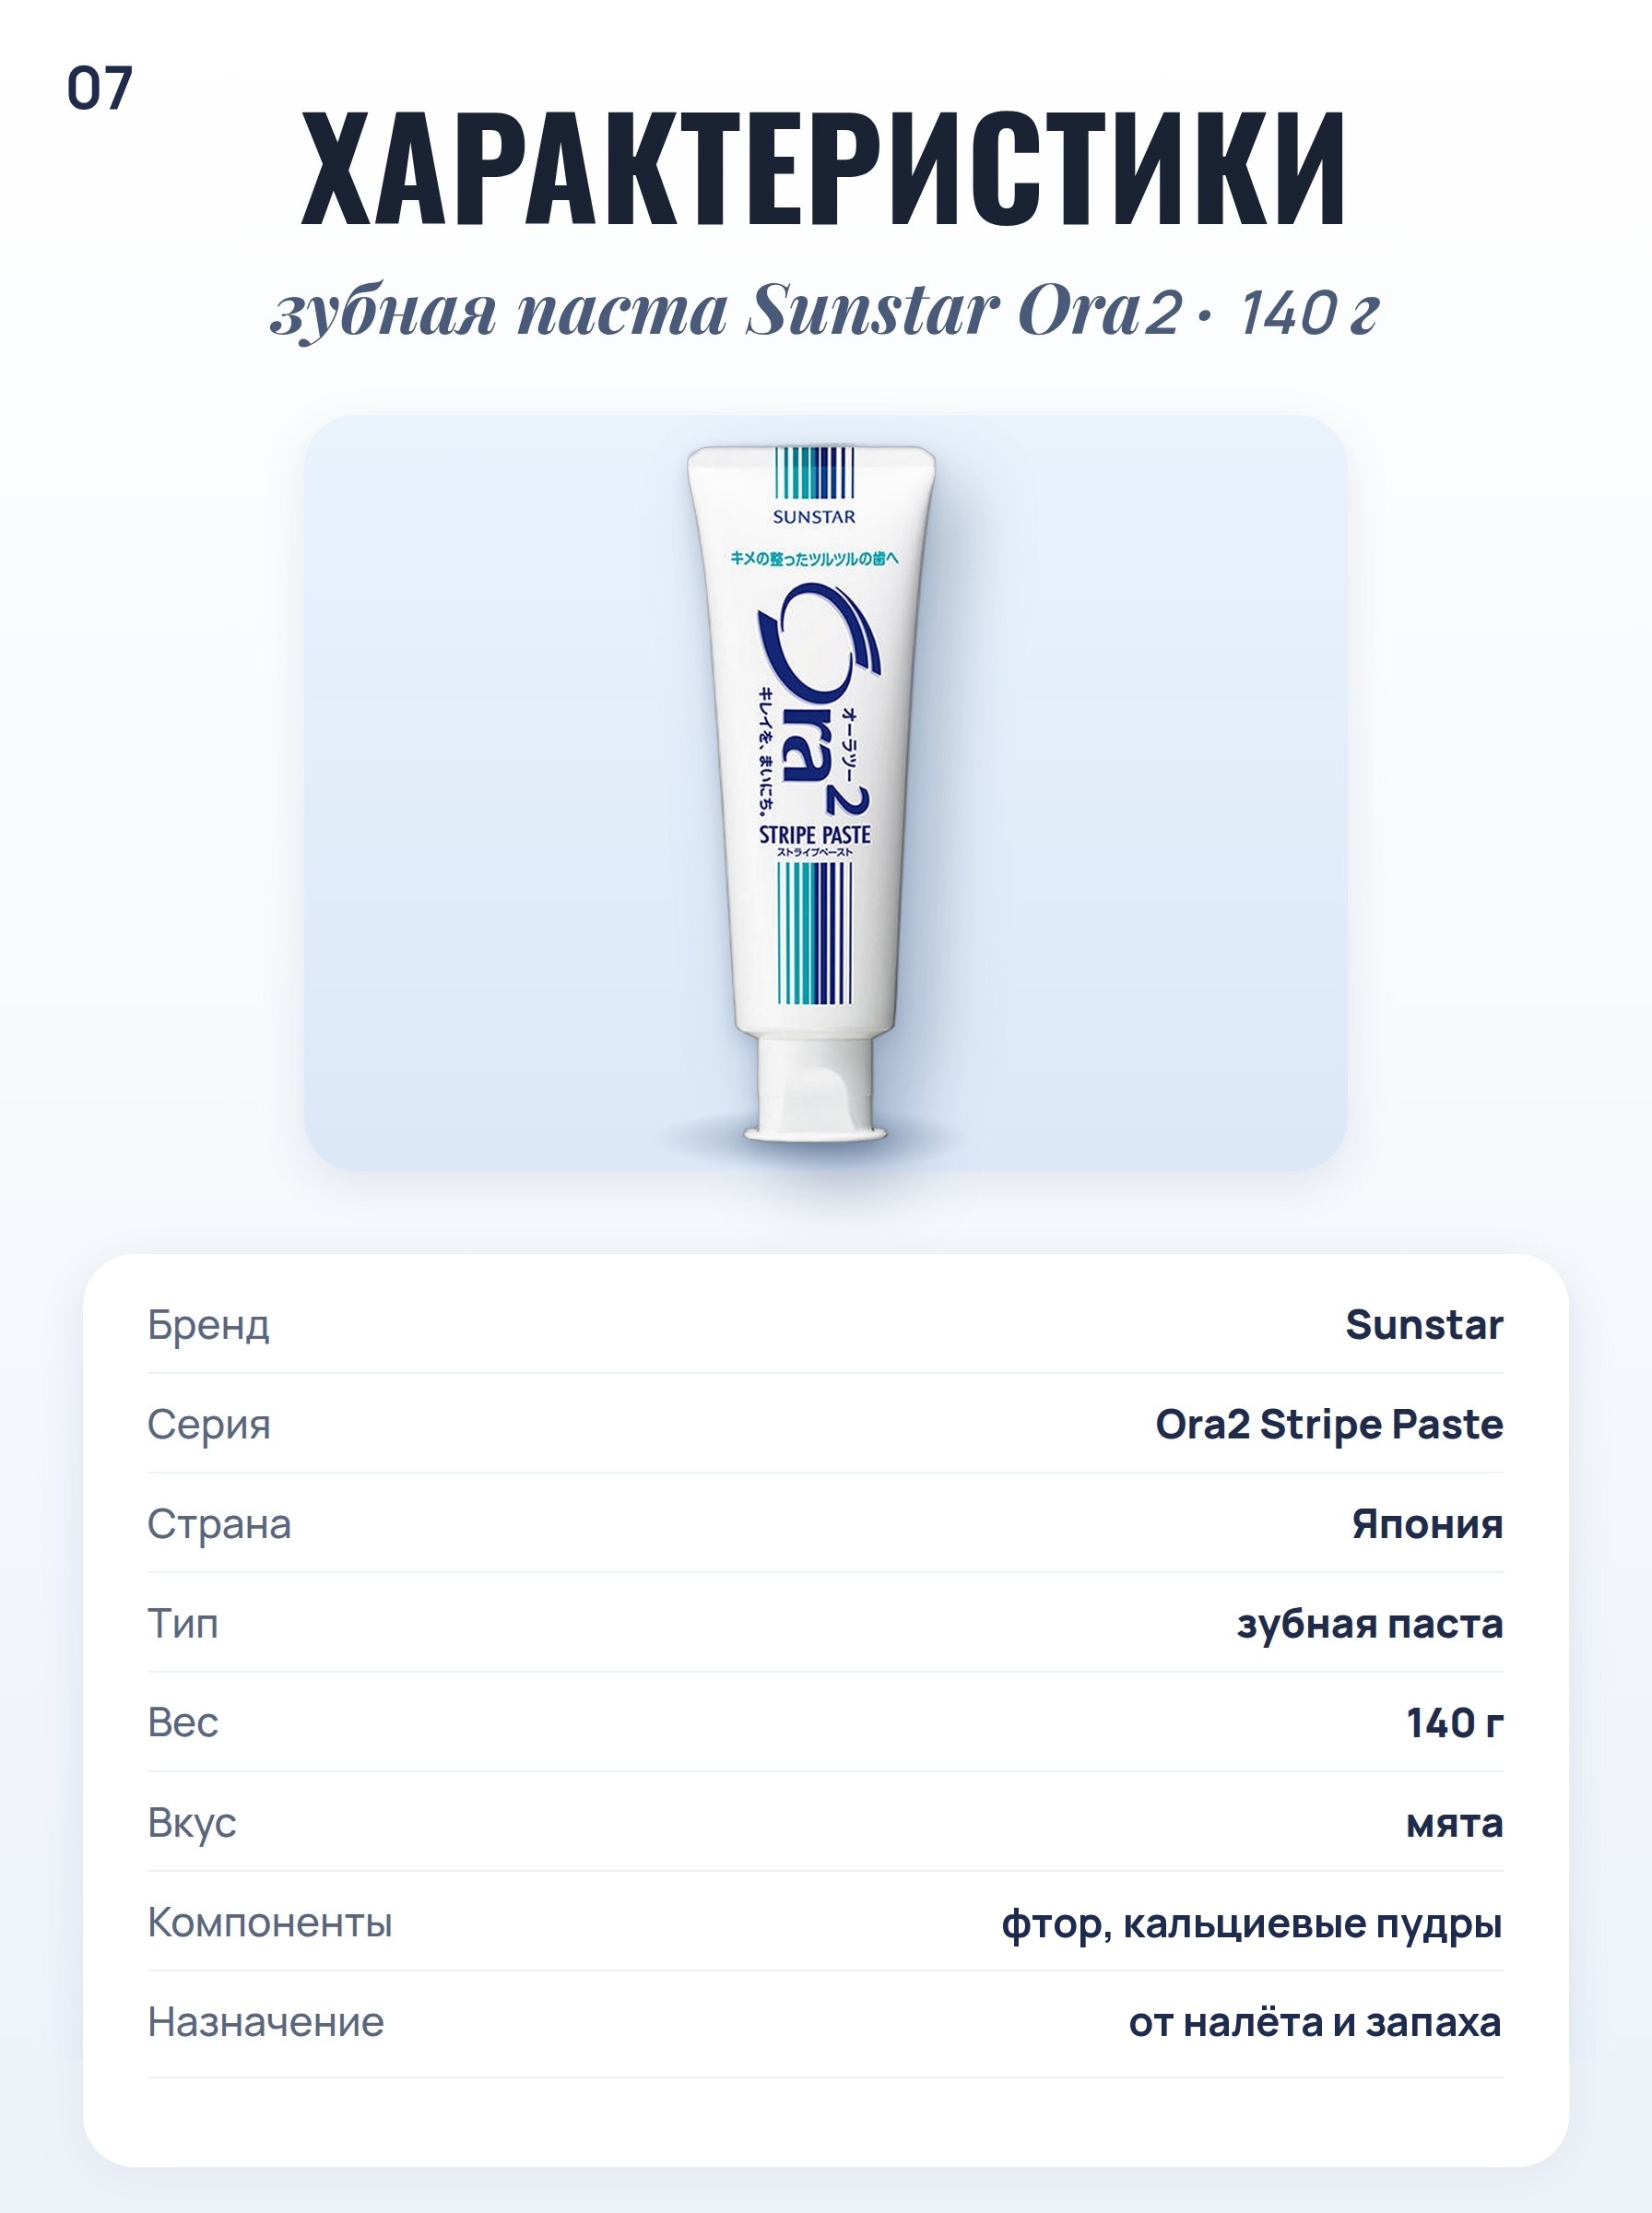 07
ХАРАКТЕРИСТИКИ
зубная паста Sunstar Ora2 · 140 г
SUNSTAR
キメの整ったツルツルの歯へ
Ora2
オーラツー
キレイを、まいにち。
STRIPE PASTE
ストライプペースト
Бренд Sunstar
Серия Ora2 Stripe Paste
Страна Япония
Тип зубная паста
Вес 140 г
Вкус мята
Компоненты фтор, кальциевые пудры
Назначение от налёта и запаха